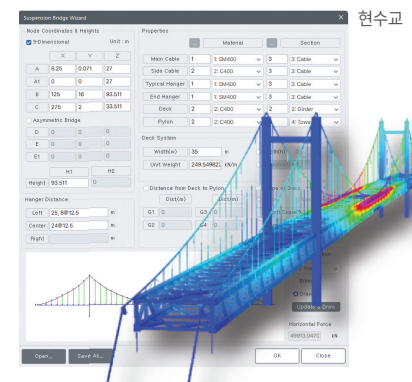 현수교
Suspension Bridge Wizard
Node Coordinates & Heights
3-Dimensional
Unit : m
X Y Z
A 6.25 0.071 27
A1 0 0 27
B 125 16 93.511
C 275 2 33.511
Asymmetric Bridge
D 0 0 0
E 0 0 0
E1 0 0 0
H1 H2
Height 93.511 0
Hanger Distance
Left 25, 8@12.5 m
Center 24@12.5 m
Right m
Properties
... Material ... Section
Main Cable 1 1: SM400 3 3: Cable
Side Cable 2 2: C400 3 3: Cable
Typical Hanger 1 1: SM400 3 3: Cable
End Hanger 1 1: SM400 3 3: Cable
Deck 2 2: C400 2 2: Girder
Pylon 2 2: C400 4: Tower
Deck System
Width(w) 35 m
Unit Weight 249.549822 kN/m
Distance from Deck to Pylon
Dist(m) Dist(m)
G1 0 G3 0
G2 0 G4 0
Update & Draw
Horizontal Force
kN
Open... Save As... OK Close